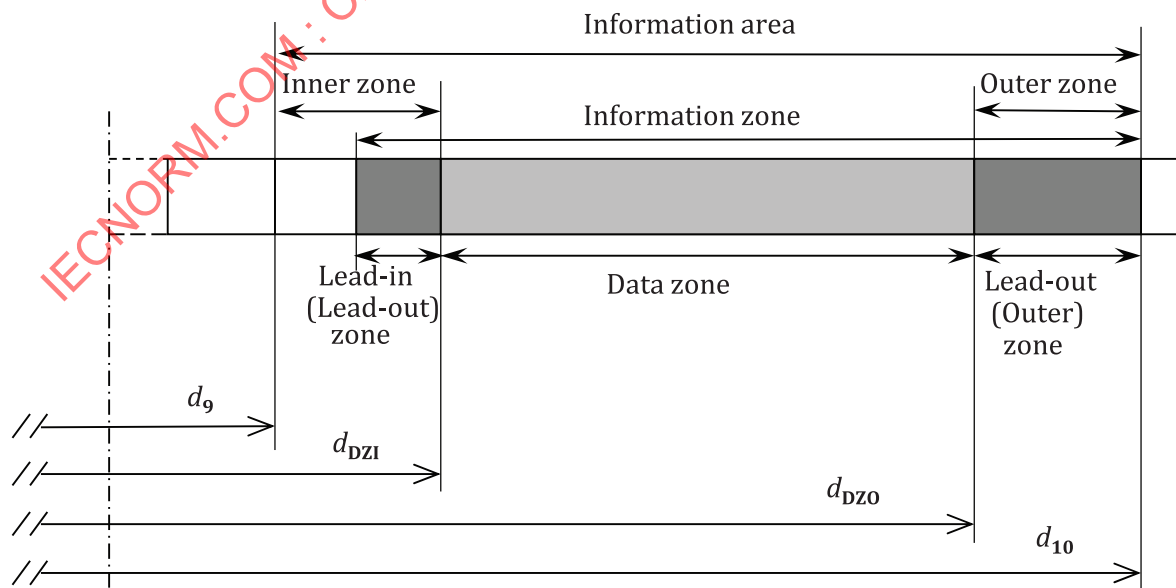 Information area
Inner zone
Outer zone
Information zone
Lead-in
(Lead-out)
zone
Data zone
Lead-out
(Outer)
zone
d9
dDZI
dDZO
d10
IECNORM.COM :